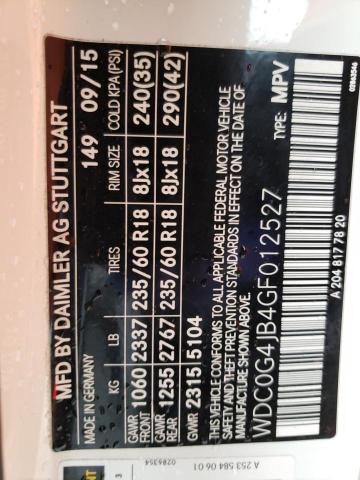 MFD BY DAIMLER AG STUTTGART
MADE IN GERMANY
149 09/15
KG LB TIRES RIM SIZE COLD KPA(PSI)
GAWR FRONT 1060 2337 235/60 R18 8Jx18 240(35)
GAWR REAR 1255 2767 235/60 R18 8Jx18 290(42)
GVWR 2315 5104
THIS VEHICLE CONFORMS TO ALL APPLICABLE FEDERAL MOTOR VEHICLE
SAFETY AND THEFT PREVENTION STANDARDS IN EFFECT ON THE DATE OF
MANUFACTURE SHOWN ABOVE.
WDC0G4JB4GF012527 TYPE: MPV
A 204 817 78 20
A 253 584 06 01
3